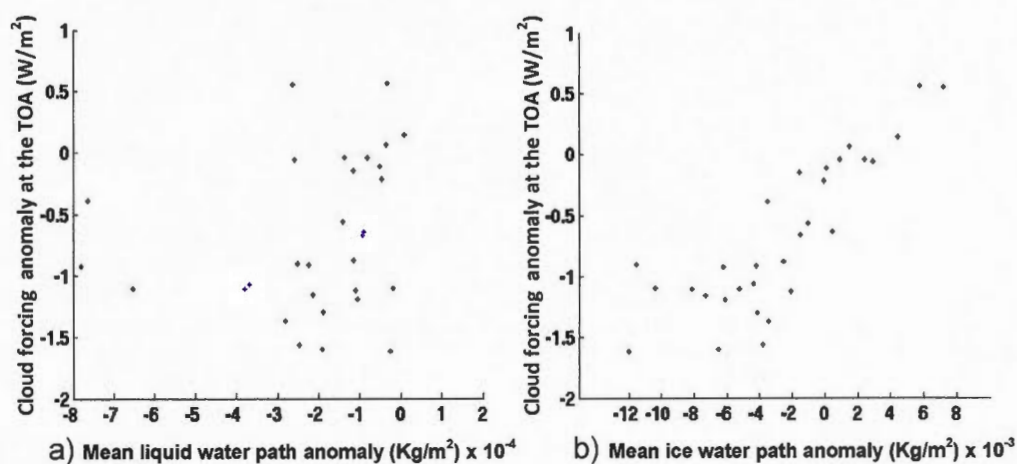 Cloud forcing anomaly at the TOA (W/m²)
1
0.5
0
-0.5
-1
-1.5
-2
-8 -7 -6 -5 -4 -3 -2 -1 0 1 2
a) Mean liquid water path anomaly (Kg/m²) x 10⁻⁴
Cloud forcing anomaly at the TOA (W/m²)
1
0.5
0
-0.5
-1
-1.5
-2
-12 -10 -8 -6 -4 -2 0 2 4 6 8
b) Mean ice water path anomaly (Kg/m²) x 10⁻³